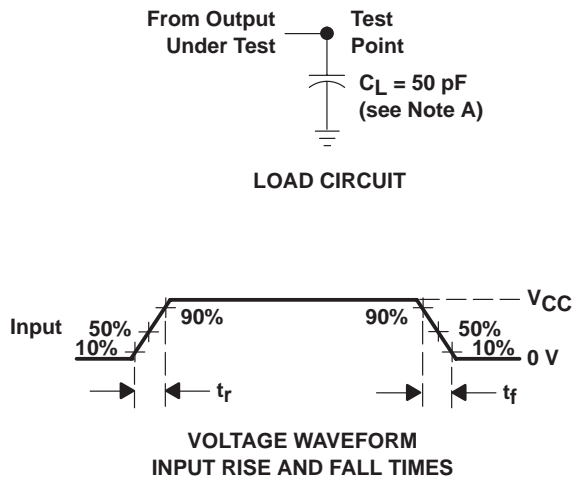 From Output
Under Test
Test
Point
CL = 50 pF
(see Note A)
LOAD CIRCUIT
VCC
90%
90%
Input
50%
50%
10%
10%
0 V
tr
tf
VOLTAGE WAVEFORM
INPUT RISE AND FALL TIMES